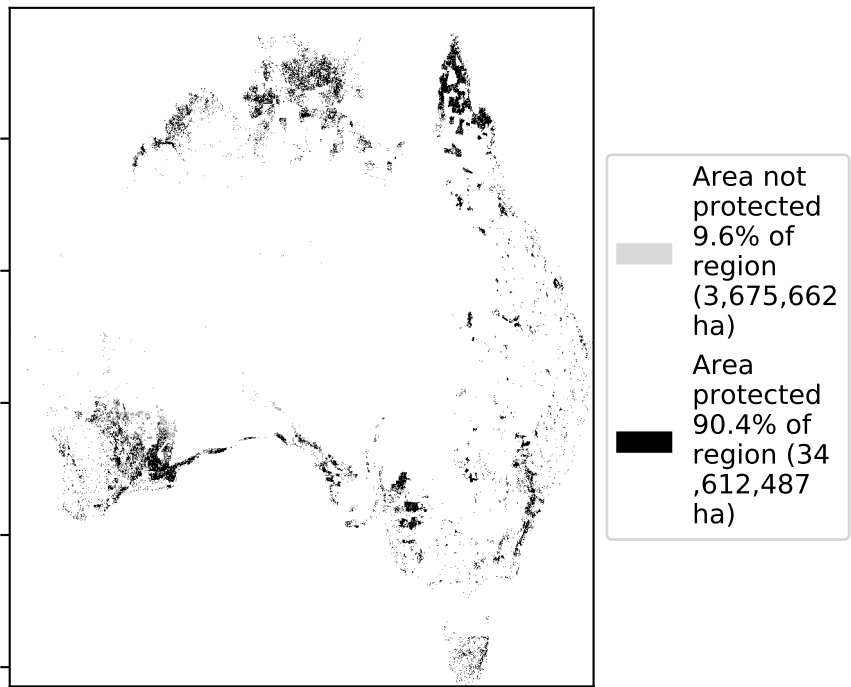 Area not
protected
9.6% of
region
(3,675,662
ha)
Area
protected
90.4% of
region (34
,612,487
ha)